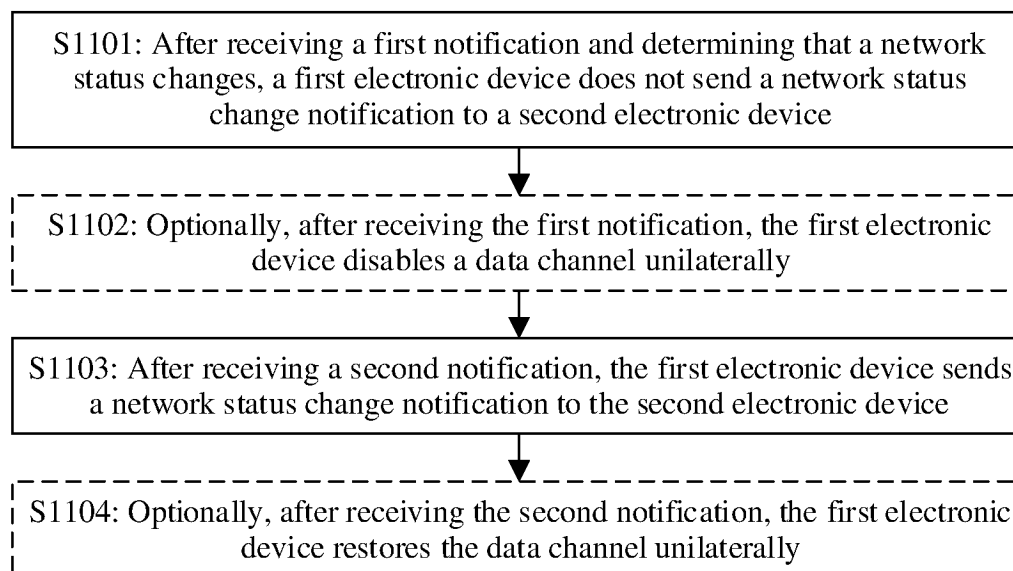 S1101: After receiving a first notification and determining that a network
status changes, a first electronic device does not send a network status
change notification to a second electronic device
S1102: Optionally, after receiving the first notification, the first electronic
device disables a data channel unilaterally
S1103: After receiving a second notification, the first electronic device sends
a network status change notification to the second electronic device
S1104: Optionally, after receiving the second notification, the first electronic
device restores the data channel unilaterally